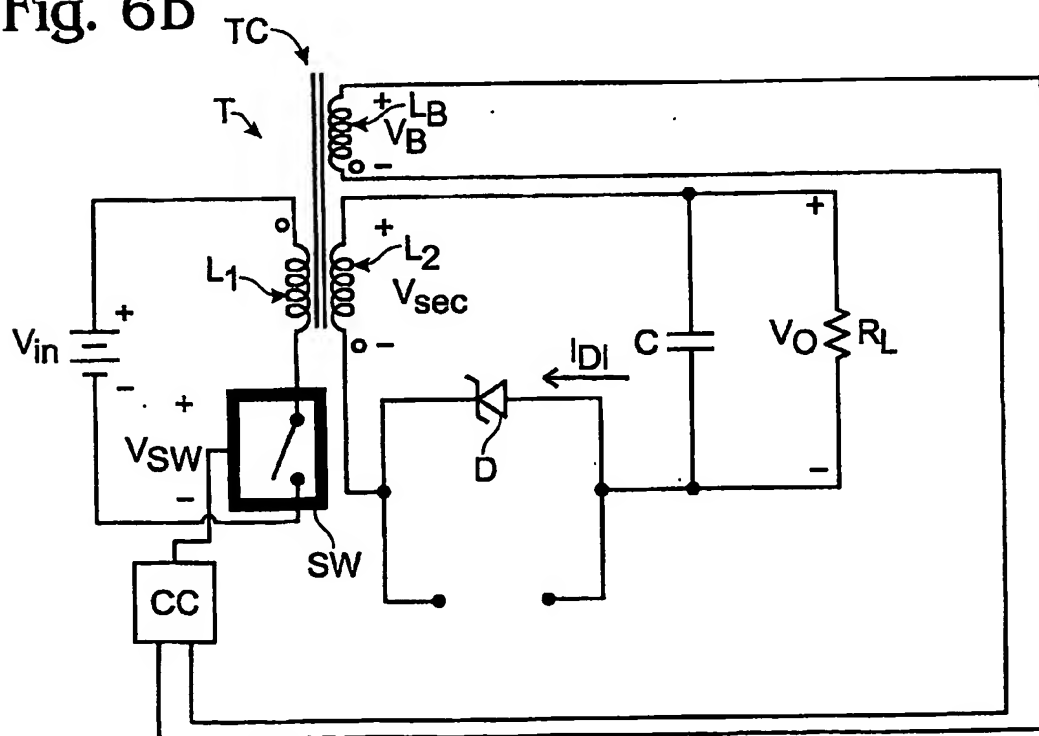 Fig. 6B
TC
T
+
LB
VB
-
+
L1
L2
Vsec
-
Vin
+
-
+
VSW
-
SW
CC
IDI
D
C
+
VO
RL
-